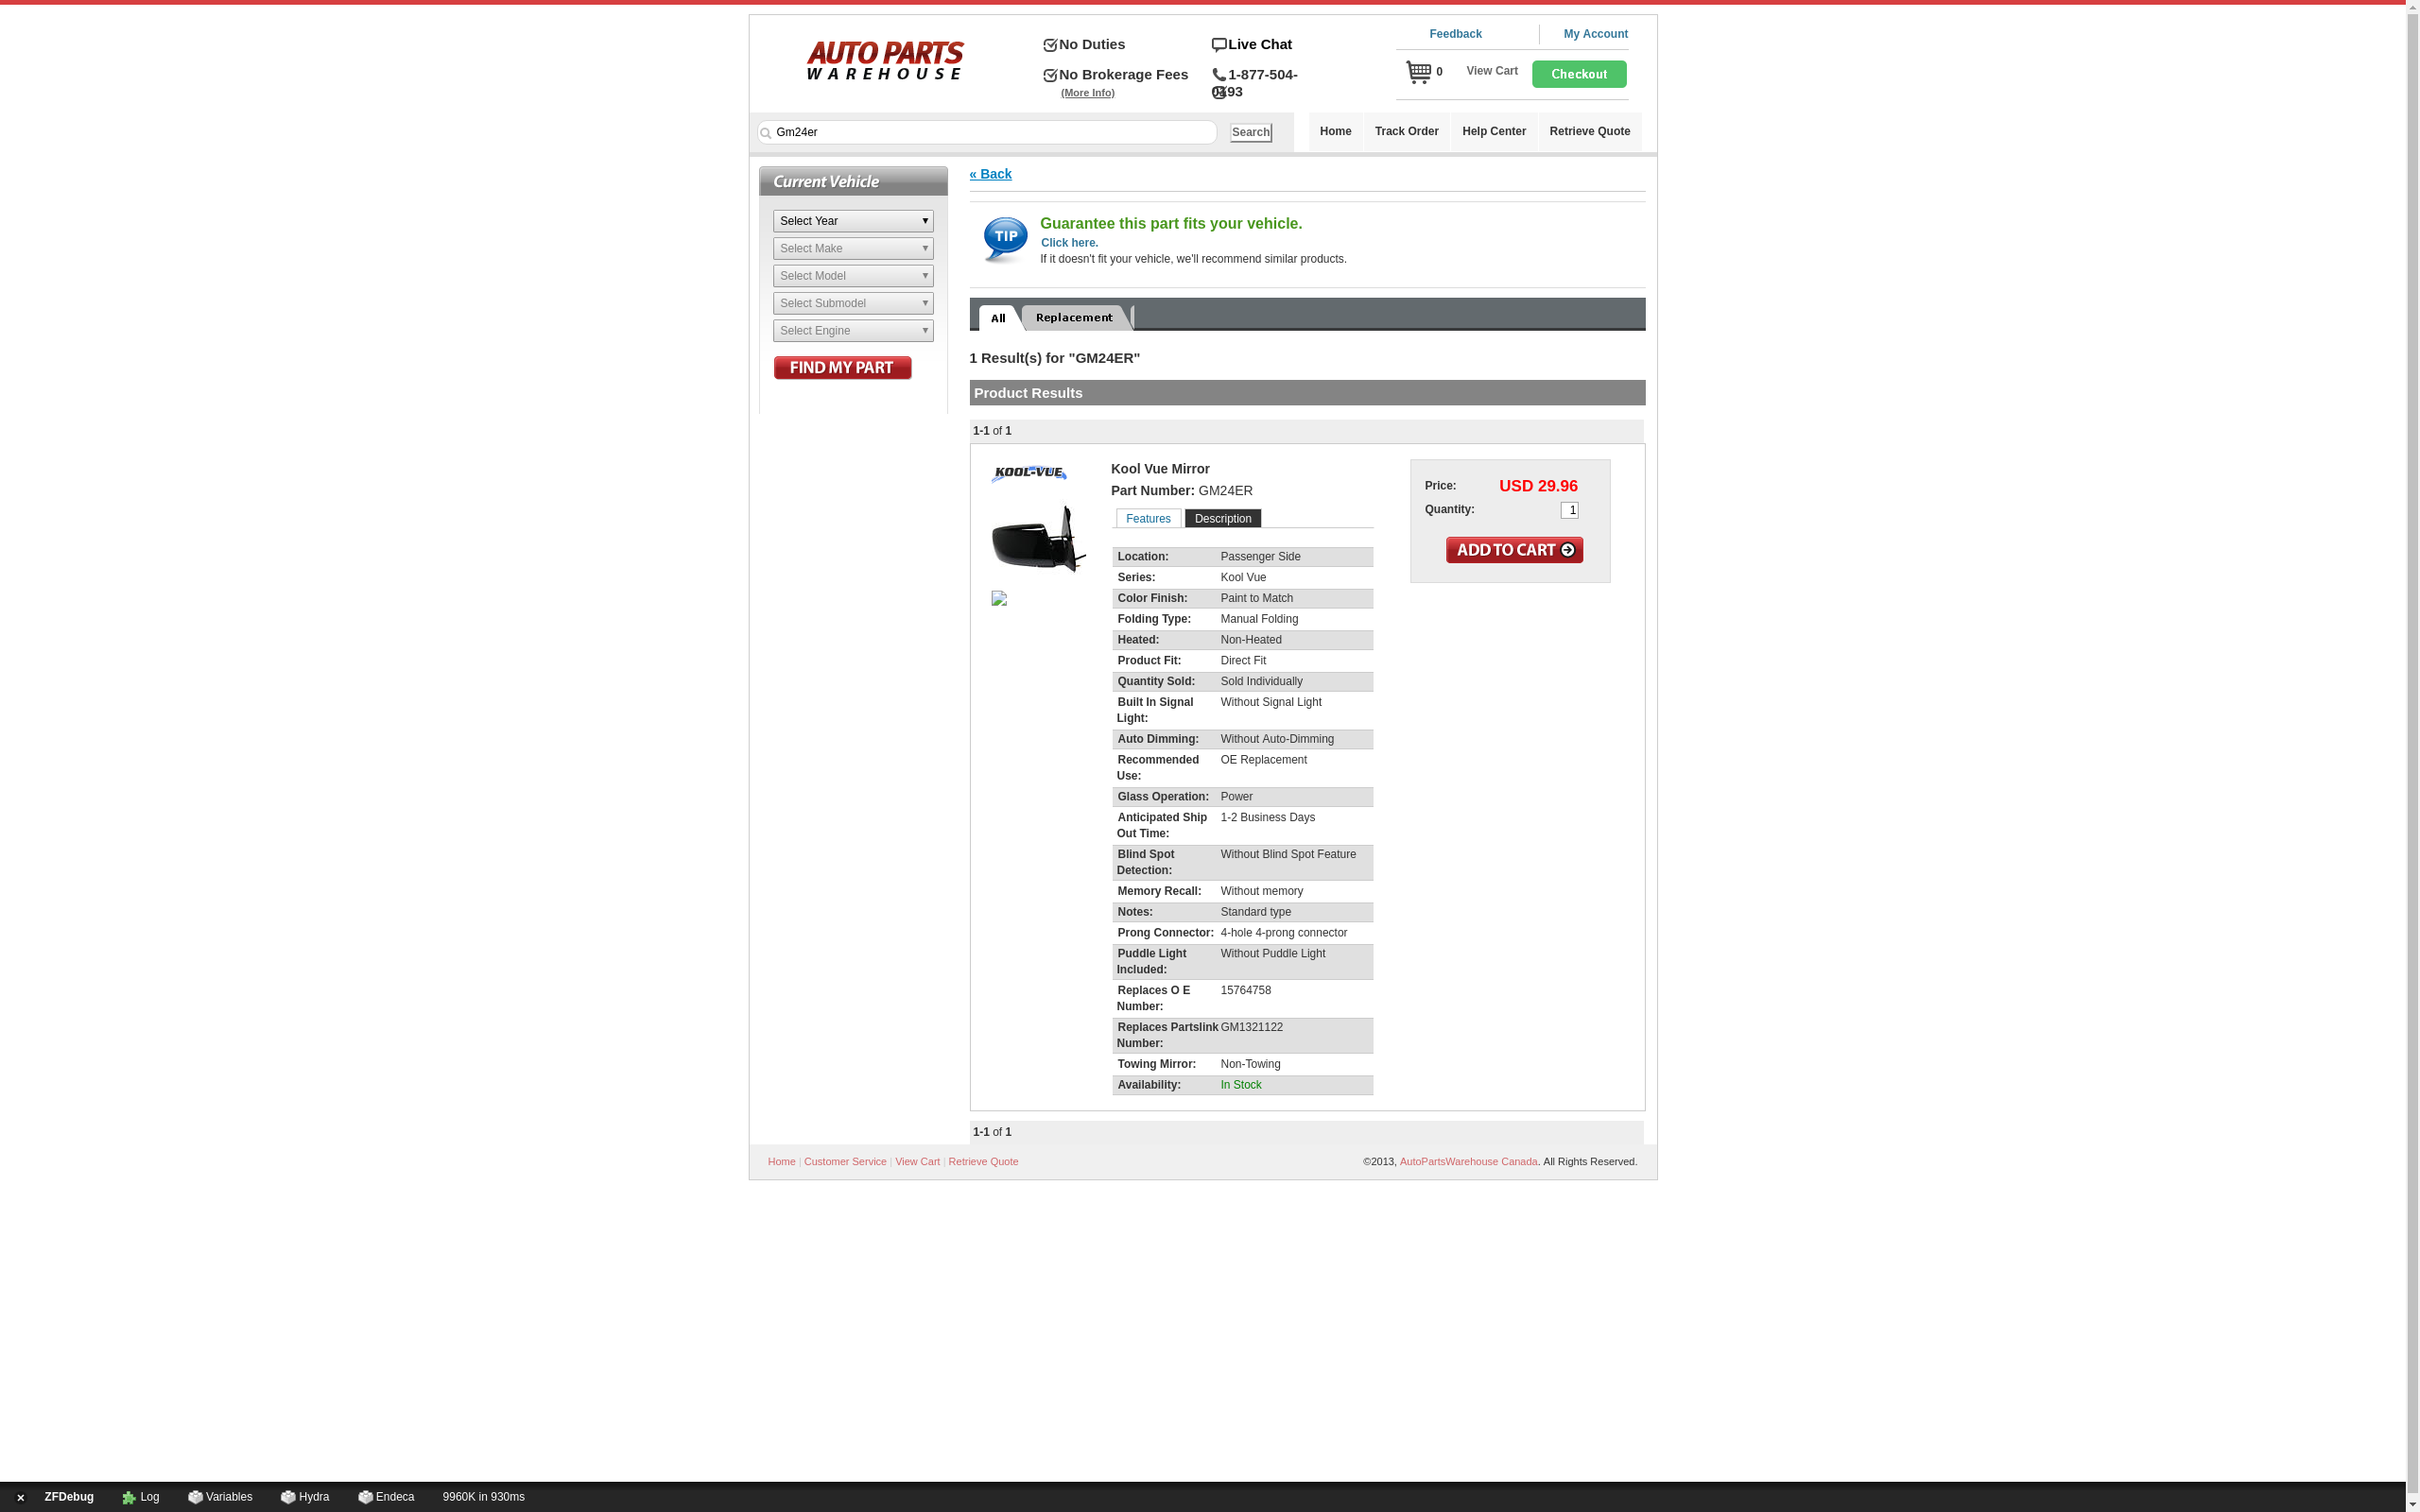 AUTO PARTS
WAREHOUSE
No Duties
No Brokerage Fees
(More Info)
Live Chat
1-877-504-
Feedback
My Account
0
View Cart
Checkout
Gm24er
Search
Home
Track Order
Help Center
Retrieve Quote
Current Vehicle
Select Year
Select Make
Select Model
Select Submodel
Select Engine
FIND MY PART
« Back
TIP
Guarantee this part fits your vehicle.
Click here.
If it doesn't fit your vehicle, we'll recommend similar products.
All
Replacement
1 Result(s) for "GM24ER"
Product Results
1-1 of 1
KOOL-VUE
Kool Vue Mirror
Part Number: GM24ER
Features
Description
Location: Passenger Side
Series: Kool Vue
Color Finish: Paint to Match
Folding Type: Manual Folding
Heated: Non-Heated
Product Fit: Direct Fit
Quantity Sold: Sold Individually
Built In Signal Without Signal Light
Light:
Auto Dimming: Without Auto-Dimming
Recommended OE Replacement
Use:
Glass Operation: Power
Anticipated Ship 1-2 Business Days
Out Time:
Blind Spot Without Blind Spot Feature
Detection:
Memory Recall: Without memory
Notes: Standard type
Prong Connector: 4-hole 4-prong connector
Puddle Light Without Puddle Light
Included:
Replaces O E 15764758
Number:
Replaces Partslink GM1321122
Number:
Towing Mirror: Non-Towing
Availability: In Stock
Price: USD 29.96
Quantity: 1
ADD TO CART
1-1 of 1
Home | Customer Service | View Cart | Retrieve Quote
©2013, AutoPartsWarehouse Canada. All Rights Reserved.
ZFDebug
Log
Variables
Hydra
Endeca
9960K in 930ms